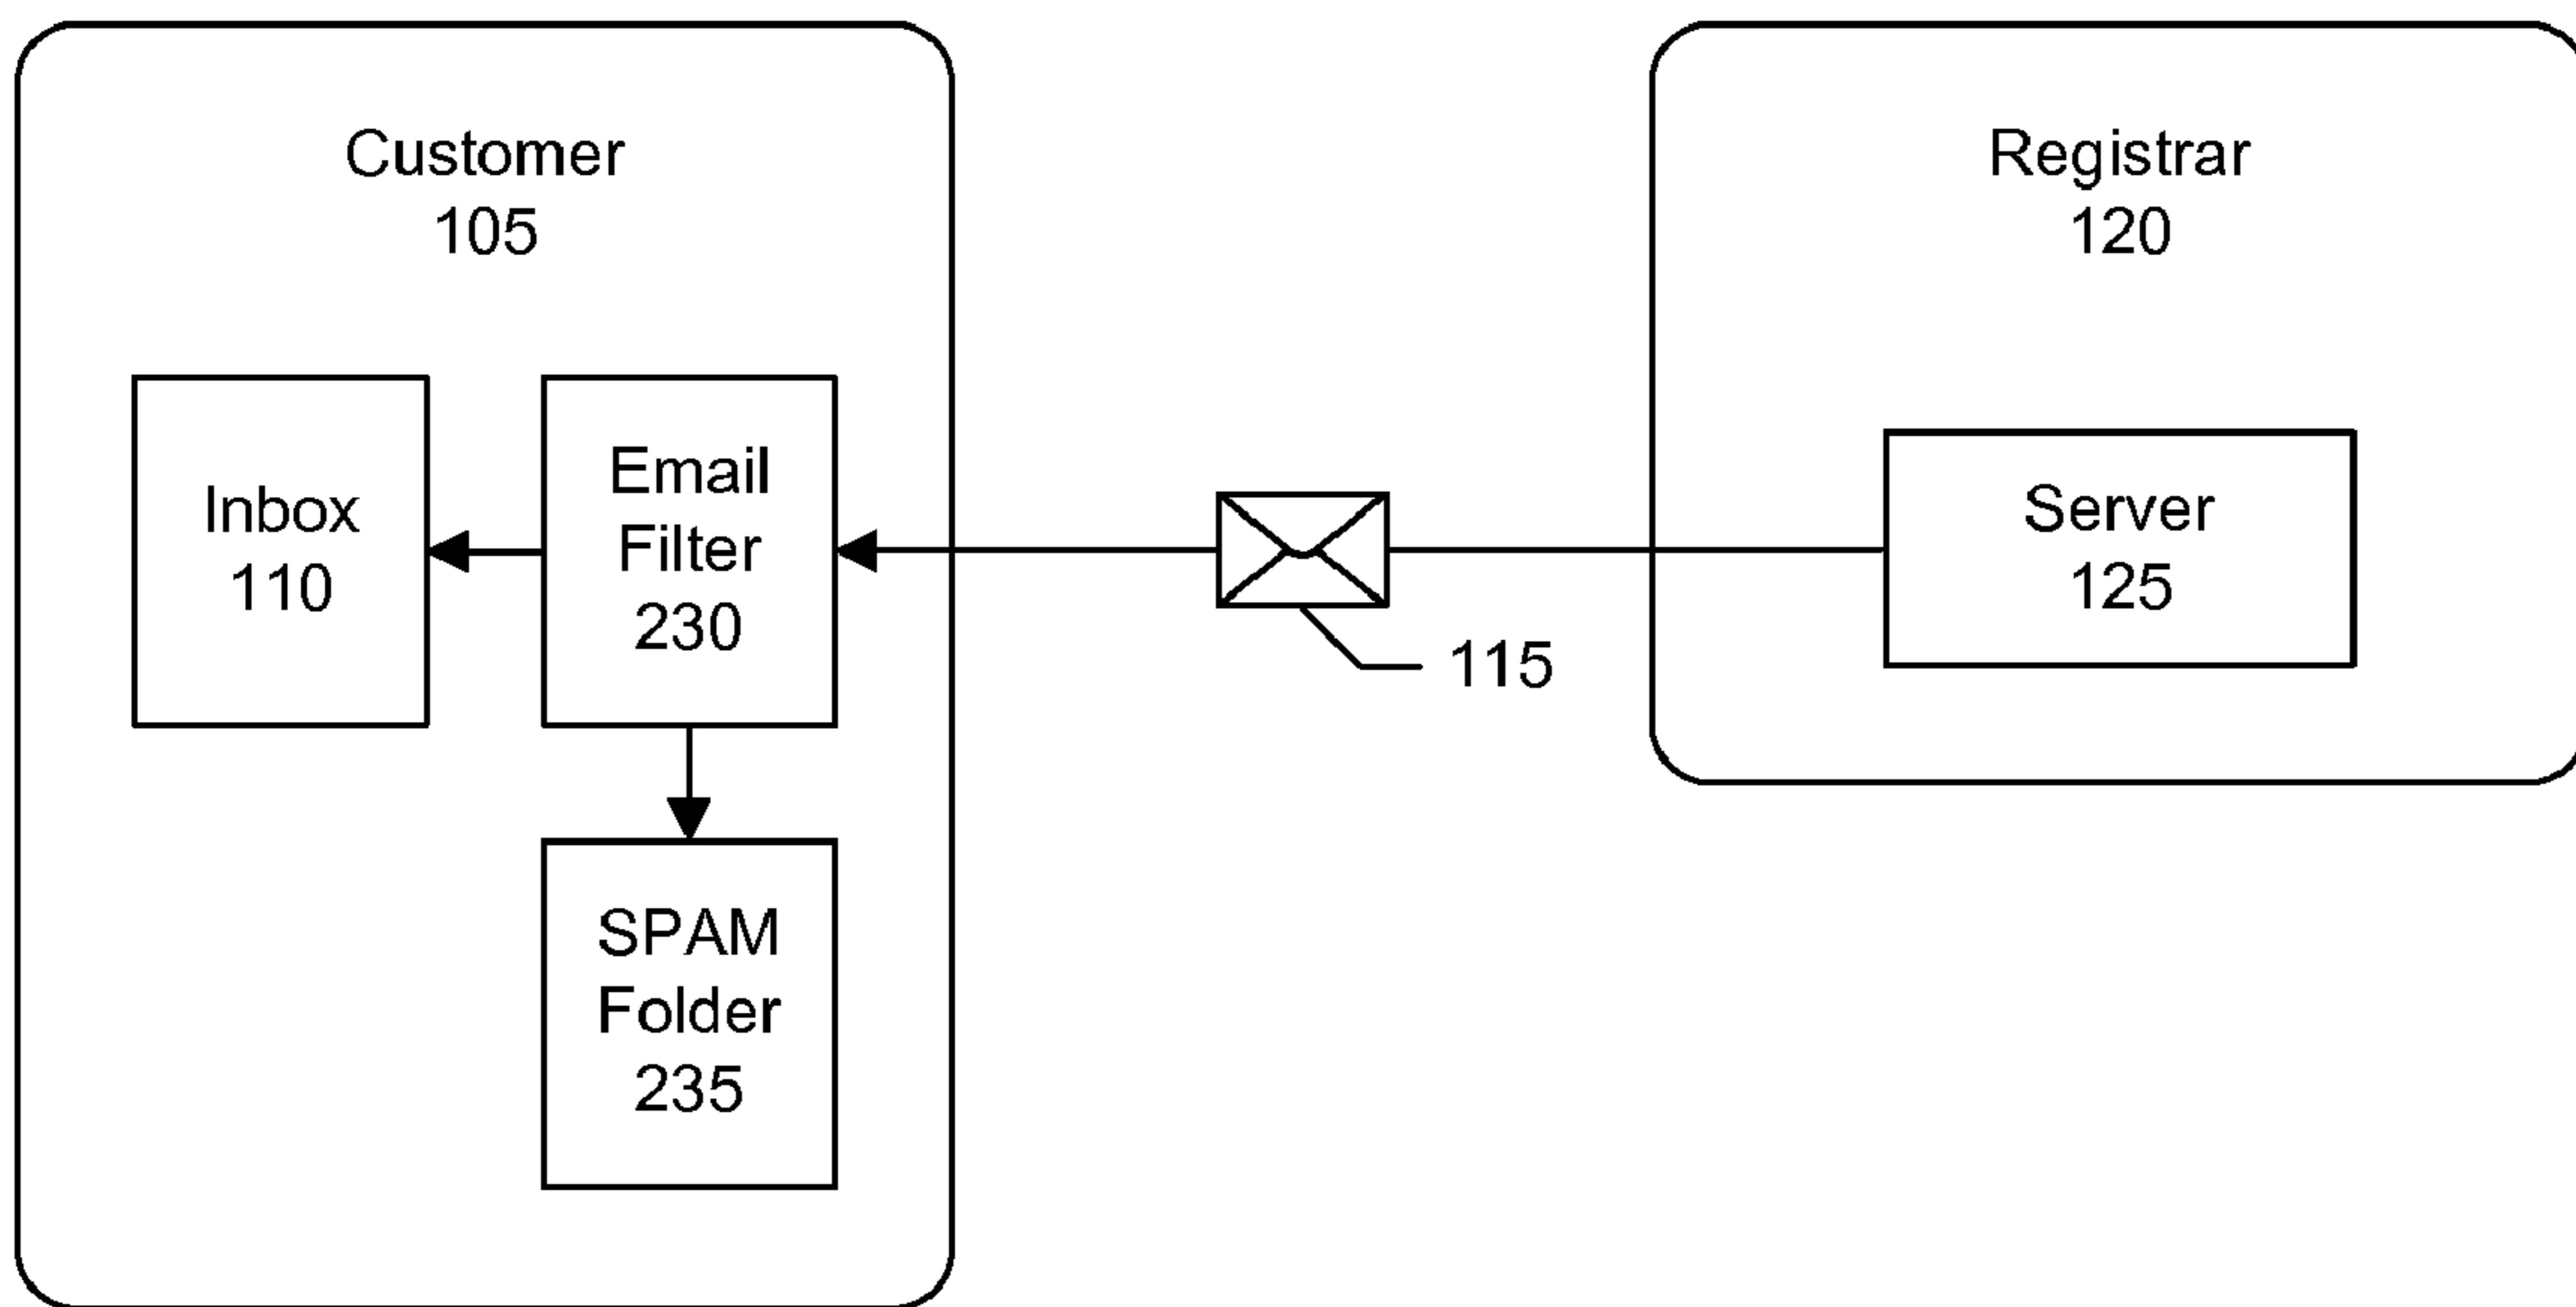 Customer
105
Registrar
120
Inbox
110
Email
Filter
230
115
Server
125
SPAM
Folder
235